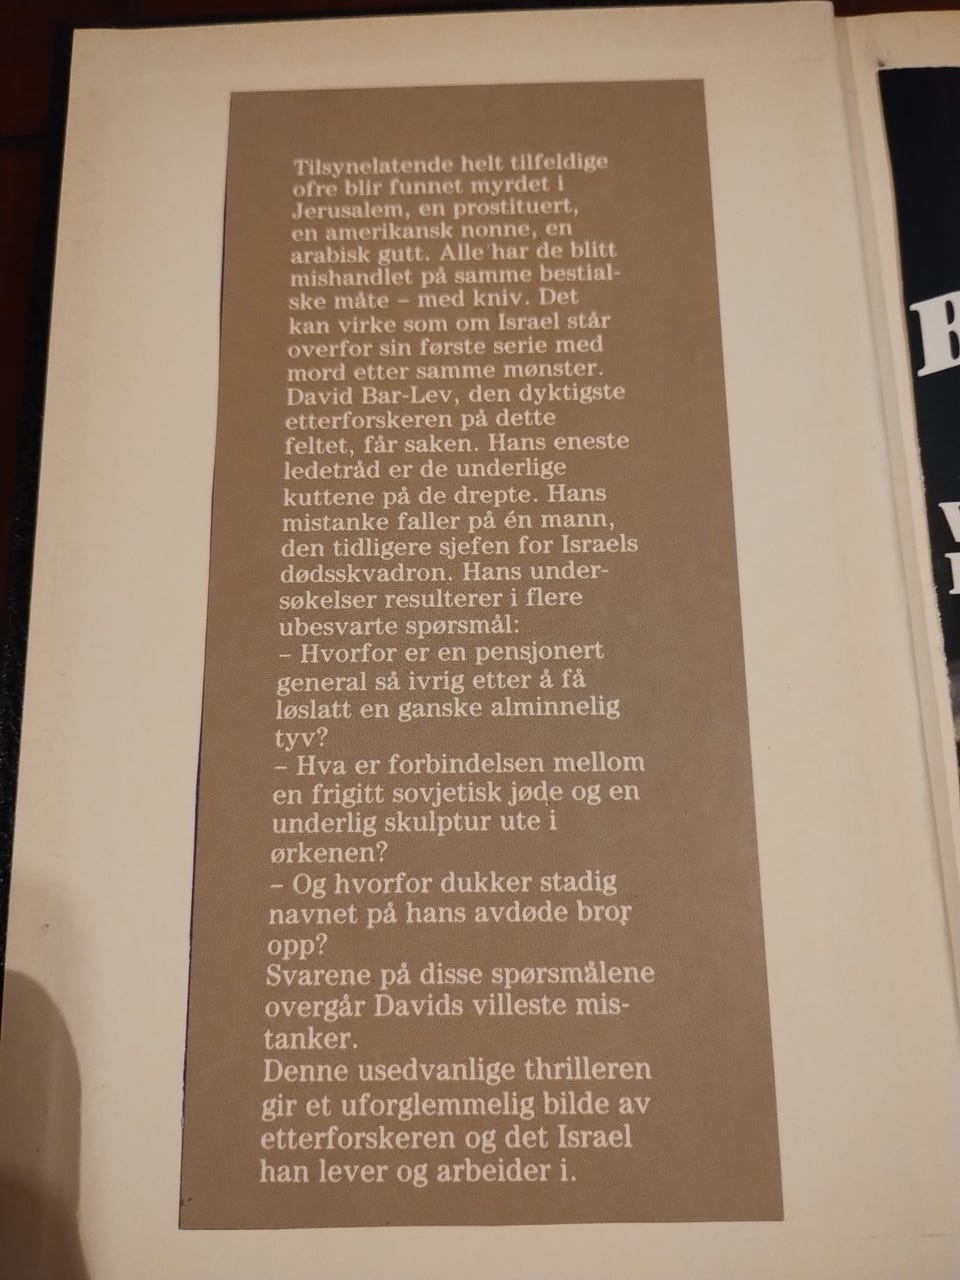 Tilsynelatende helt tilfeldige
ofre blir funnet myrdet i
Jerusalem, en prostituert,
en amerikansk nonne, en
arabisk gutt. Alle har de blitt
mishandlet på samme bestial-
ske måte – med kniv. Det
kan virke som om Israel står
overfor sin første serie med
mord etter samme mønster.
David Bar-Lev, den dyktigste
etterforskeren på dette
feltet, får saken. Hans eneste
ledetråd er de underlige
kuttene på de drepte. Hans
mistanke faller på én mann,
den tidligere sjefen for Israels
dødsskvadron. Hans under-
søkelser resulterer i flere
ubesvarte spørsmål:
– Hvorfor er en pensjonert
general så ivrig etter å få
løslatt en ganske alminnelig
tyv?
– Hva er forbindelsen mellom
en frigitt sovjetisk jøde og en
underlig skulptur ute i
ørkenen?
– Og hvorfor dukker stadig
navnet på hans avdøde bror
opp?
Svarene på disse spørsmålene
overgår Davids villeste mis-
tanker.
Denne usedvanlige thrilleren
gir et uforglemmelig bilde av
etterforskeren og det Israel
han lever og arbeider i.